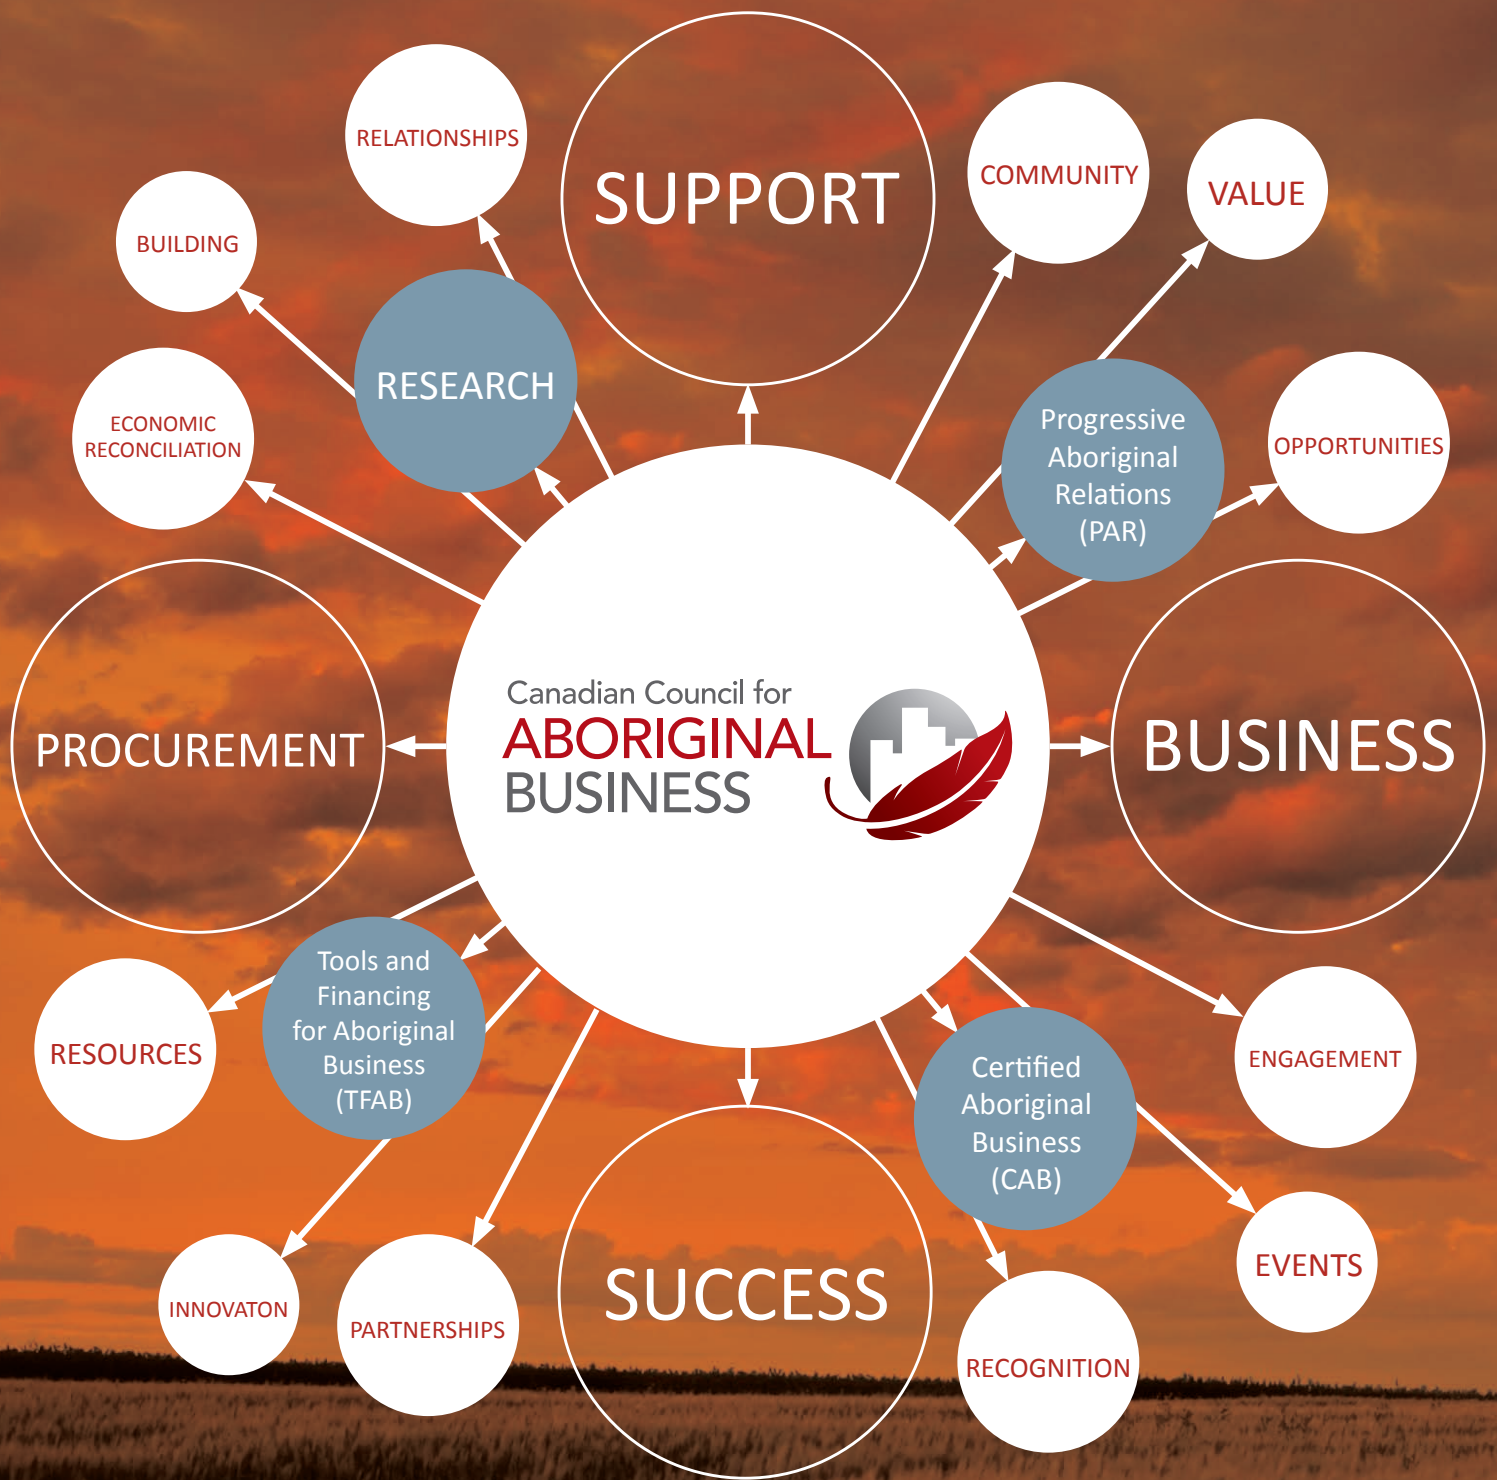 RELATIONSHIPS
SUPPORT
COMMUNITY
VALUE
BUILDING
RESEARCH
ECONOMIC
RECONCILIATION
Progressive
Aboriginal
Relations
(PAR)
OPPORTUNITIES
PROCUREMENT
Canadian Council for
ABORIGINAL
BUSINESS
BUSINESS
RESOURCES
Tools and
Financing
for Aboriginal
Business
(TFAB)
Certified
Aboriginal
Business
(CAB)
ENGAGEMENT
INNOVATON
PARTNERSHIPS
SUCCESS
RECOGNITION
EVENTS